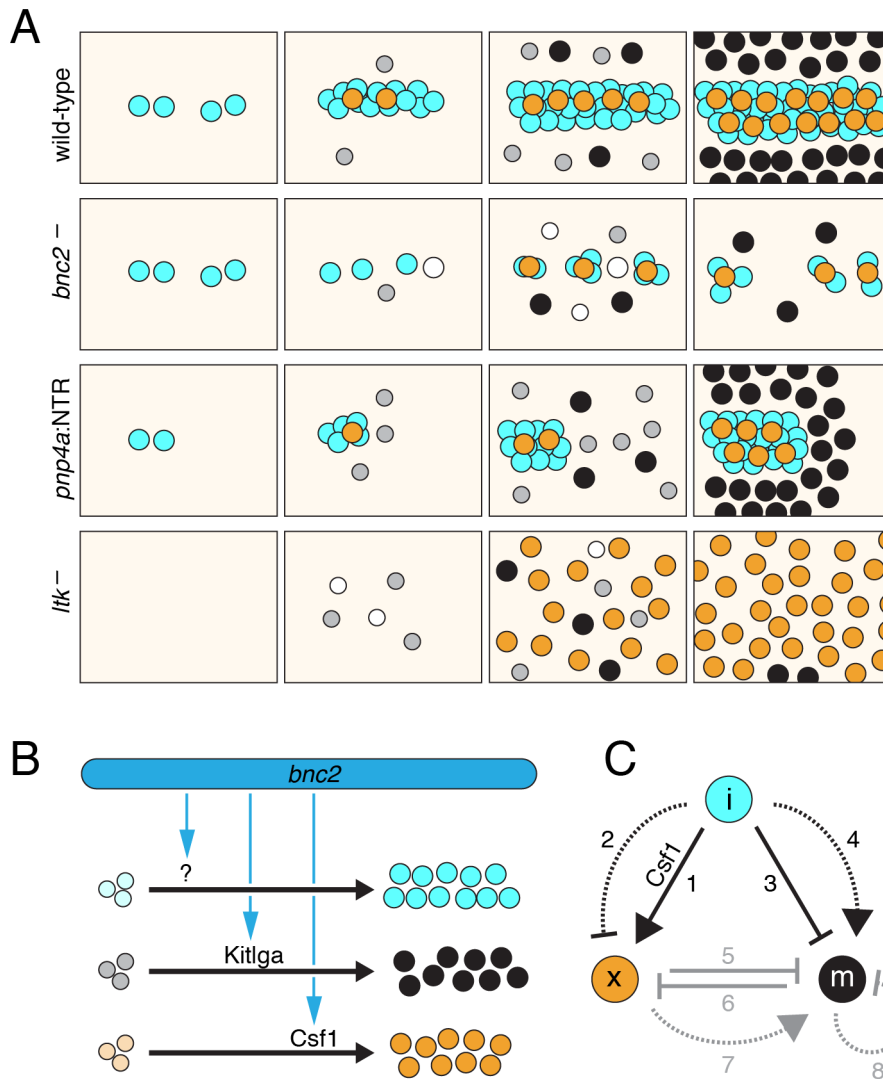 A
wild-type
bnc2 –
pnp4a:NTR
ltk–
B
bnc2
?
Kitlga
Csf1
C
i
2
4
Csf1
1
3
x
5
m
6
7
8